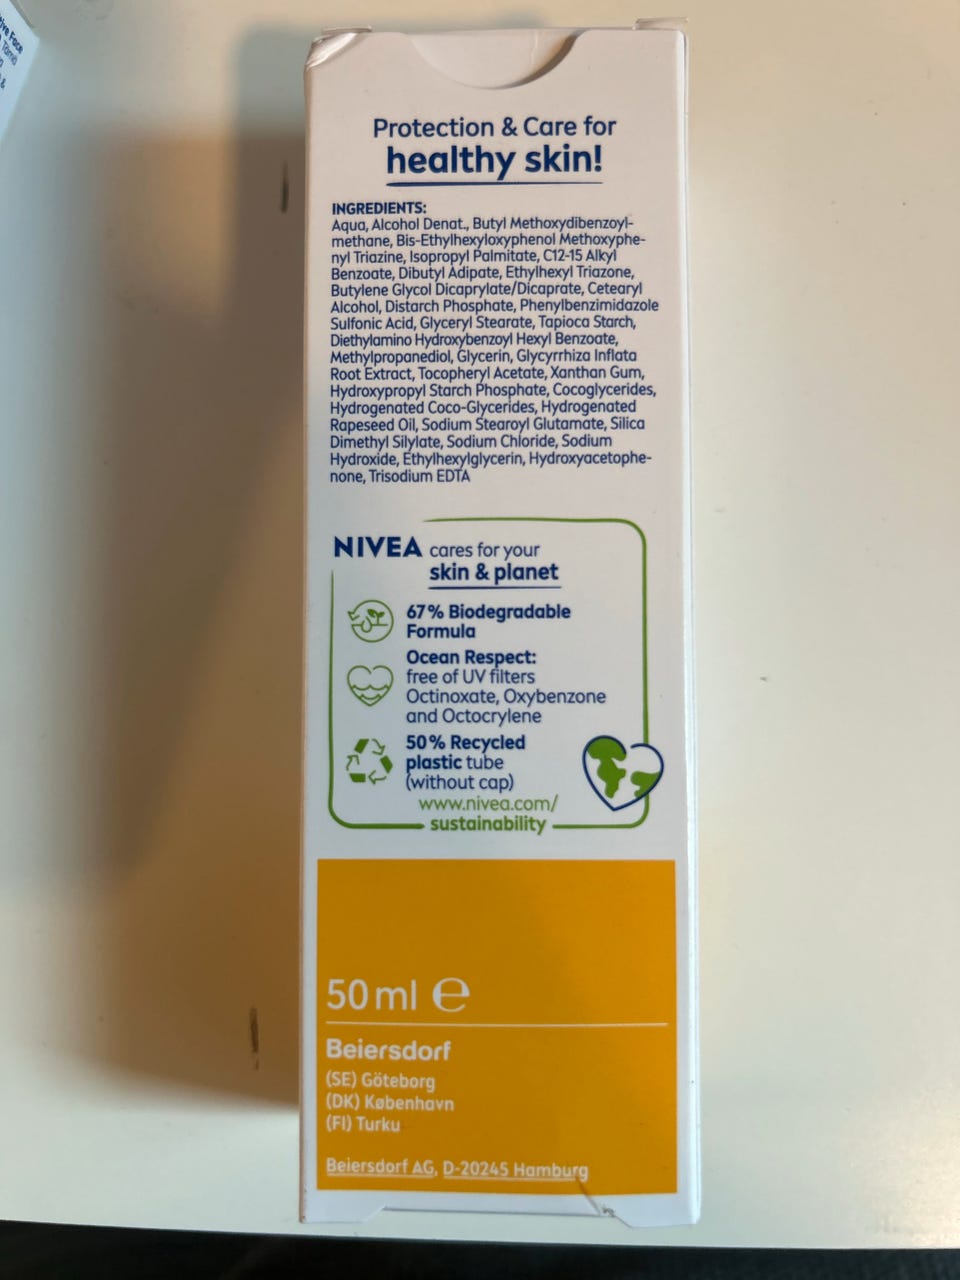 Protection & Care for
healthy skin!
INGREDIENTS:
Aqua, Alcohol Denat., Butyl Methoxydibenzoyl-
methane, Bis-Ethylhexyloxyphenol Methoxyphe-
nyl Triazine, Isopropyl Palmitate, C12-15 Alkyl
Benzoate, Dibutyl Adipate, Ethylhexyl Triazone,
Butylene Glycol Dicaprylate/Dicaprate, Cetearyl
Alcohol, Distarch Phosphate, Phenylbenzimidazole
Sulfonic Acid, Glyceryl Stearate, Tapioca Starch,
Diethylamino Hydroxybenzoyl Hexyl Benzoate,
Methylpropanediol, Glycerin, Glycyrrhiza Inflata
Root Extract, Tocopheryl Acetate, Xanthan Gum,
Hydroxypropyl Starch Phosphate, Cocoglycerides,
Hydrogenated Coco-Glycerides, Hydrogenated
Rapeseed Oil, Sodium Stearoyl Glutamate, Silica
Dimethyl Silylate, Sodium Chloride, Sodium
Hydroxide, Ethylhexylglycerin, Hydroxyacetophe-
none, Trisodium EDTA
NIVEA cares for your
skin & planet
67% Biodegradable
Formula
Ocean Respect:
free of UV filters
Octinoxate, Oxybenzone
and Octocrylene
50% Recycled
plastic tube
(without cap)
www.nivea.com/
sustainability
50 ml ℮
Beiersdorf
(SE) Göteborg
(DK) København
(FI) Turku
Beiersdorf AG, D-20245 Hamburg
Face